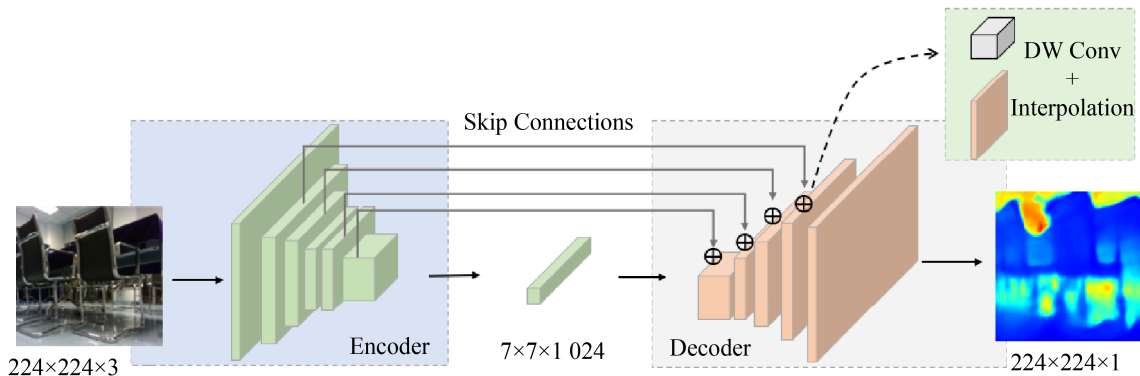 DW Conv
+
Interpolation
Skip Connections
Encoder
Decoder
224×224×3
7×7×1 024
224×224×1